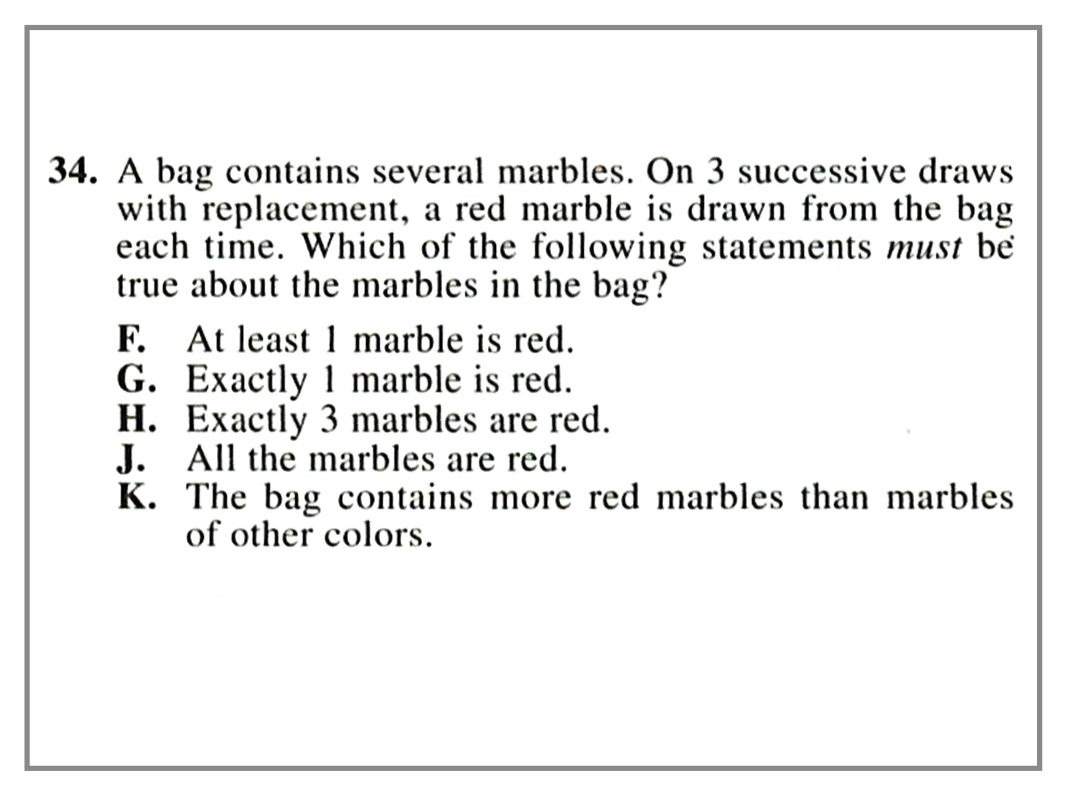 34. A bag contains several marbles. On 3 successive draws
with replacement, a red marble is drawn from the bag
each time. Which of the following statements must be
true about the marbles in the bag?
F. At least 1 marble is red.
G. Exactly 1 marble is red.
H. Exactly 3 marbles are red.
J. All the marbles are red.
K. The bag contains more red marbles than marbles
of other colors.